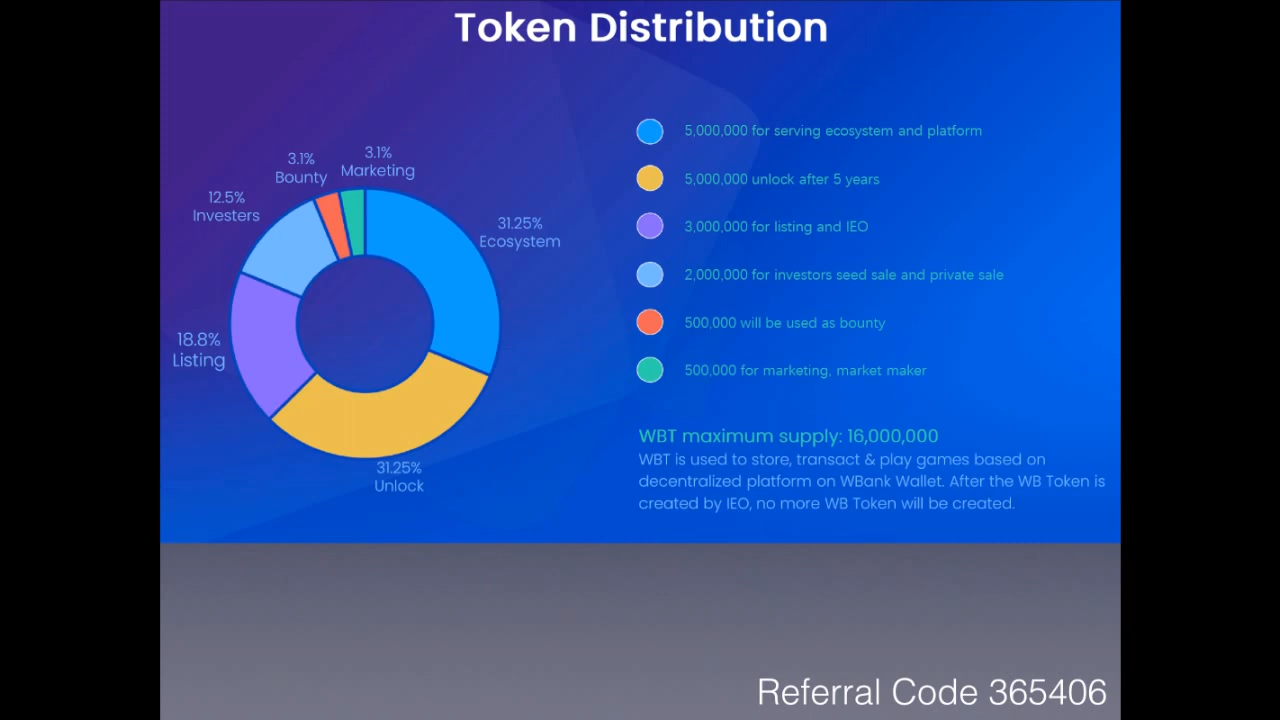 Token Distribution
3.1%
Bounty
3.1%
Marketing
12.5%
Investers
31.25%
Ecosystem
18.8%
Listing
31.25%
Unlock
5,000,000 for serving ecosystem and platform
5,000,000 unlock after 5 years
3,000,000 for listing and IEO
2,000,000 for investors seed sale and private sale
500,000 will be used as bounty
500,000 for marketing, market maker
WBT maximum supply: 16,000,000
WBT is used to store, transact & play games based on
decentralized platform on WBank Wallet. After the WB Token is
created by IEO, no more WB Token will be created.
Referral Code 365406